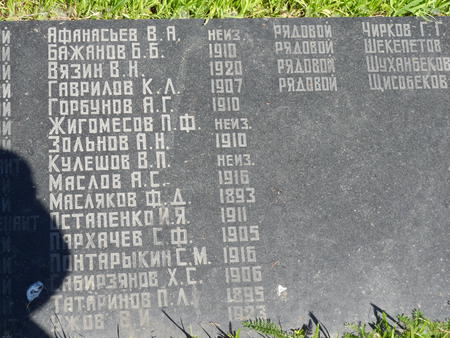 Й Афанасьев В.А. неиз. рядовой Чирков Г.Г.
Й Бажанов Б.Б. 1910 рядовой Шекепетов
Й Вязин В.Н. 1920 рядовой Шуханбеков
Й Гаврилов К.Л. 1907 рядовой Щисобеков
Й Горбунов А.Г. 1910
Й Жигомесов П.Ф. неиз.
Й Зольнов А.Н. 1910
Й Кулешов В.П. неиз.
Маслов А.С. 1916
Масляков Ф.Д. 1893
Остапенко И.Я. 1911
Пархачев С.Ф. 1905
Понтарыкин С.М. 1916
Х.С. 1906
Татаринов П.Л. 1895
Ужов В.И.